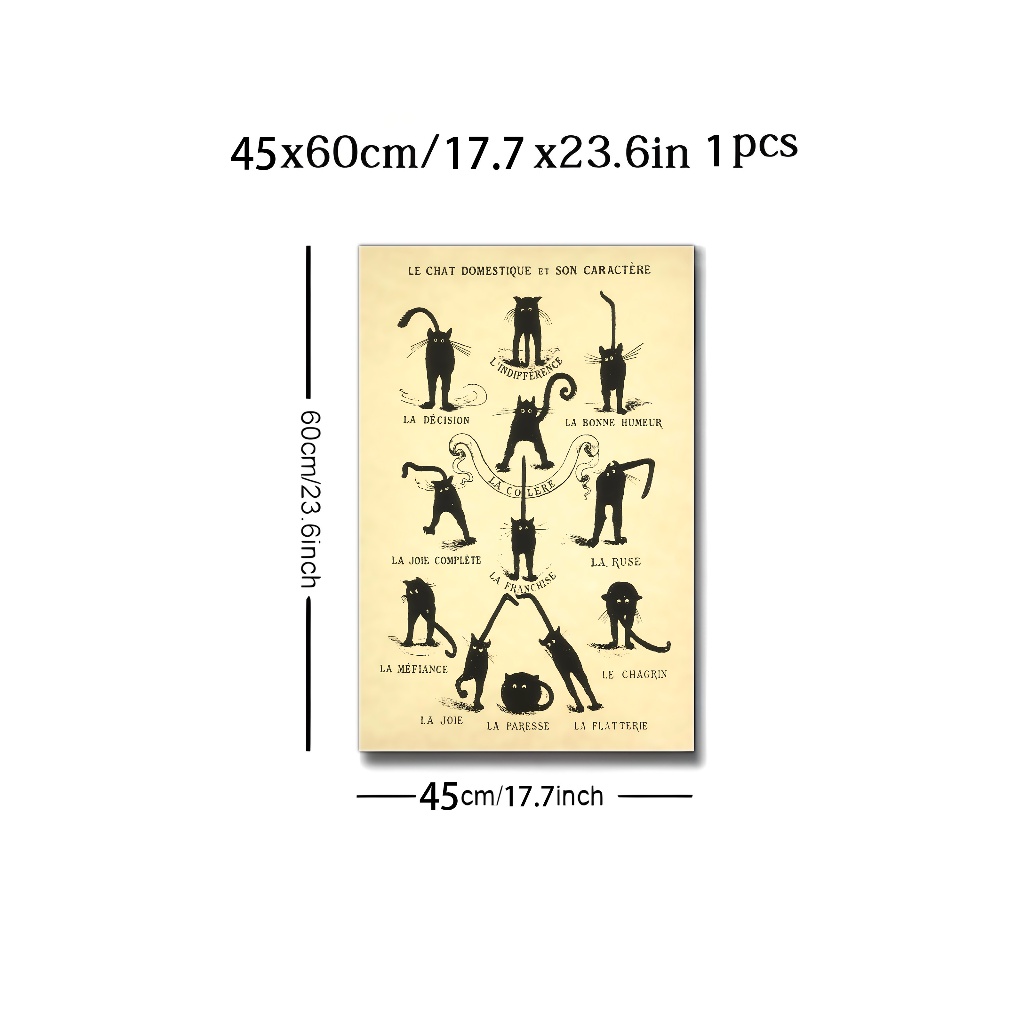 45x60cm/17.7 x23.6in 1pcs
LE CHAT DOMESTIQUE ET SON CARACTÈRE
L'INDIFFÉRENCE
LA DÉCISION
LA BONNE HUMEUR
LA COLÈRE
LA JOIE COMPLÈTE
LA RUSE
LA FRANCHISE
LA MÉFIANCE
LE CHAGRIN
LA JOIE
LA PARESSE
LA FLATTERIE
60cm/23.6inch
45cm/17.7inch